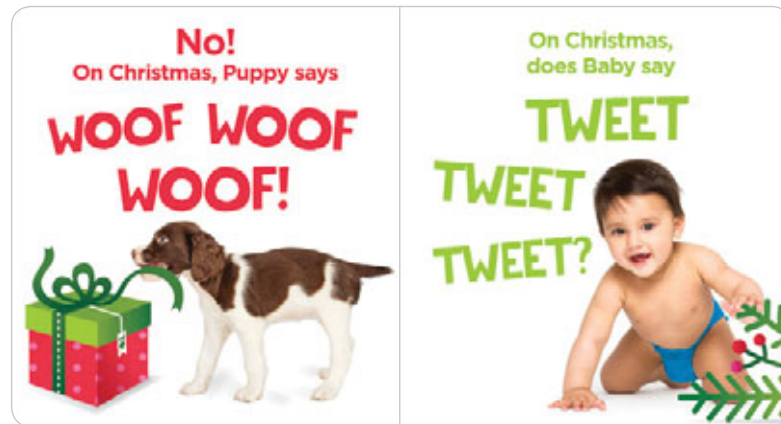 No!
On Christmas, Puppy says
WOOF WOOF
WOOF!
On Christmas,
does Baby say
TWEET
TWEET
TWEET?